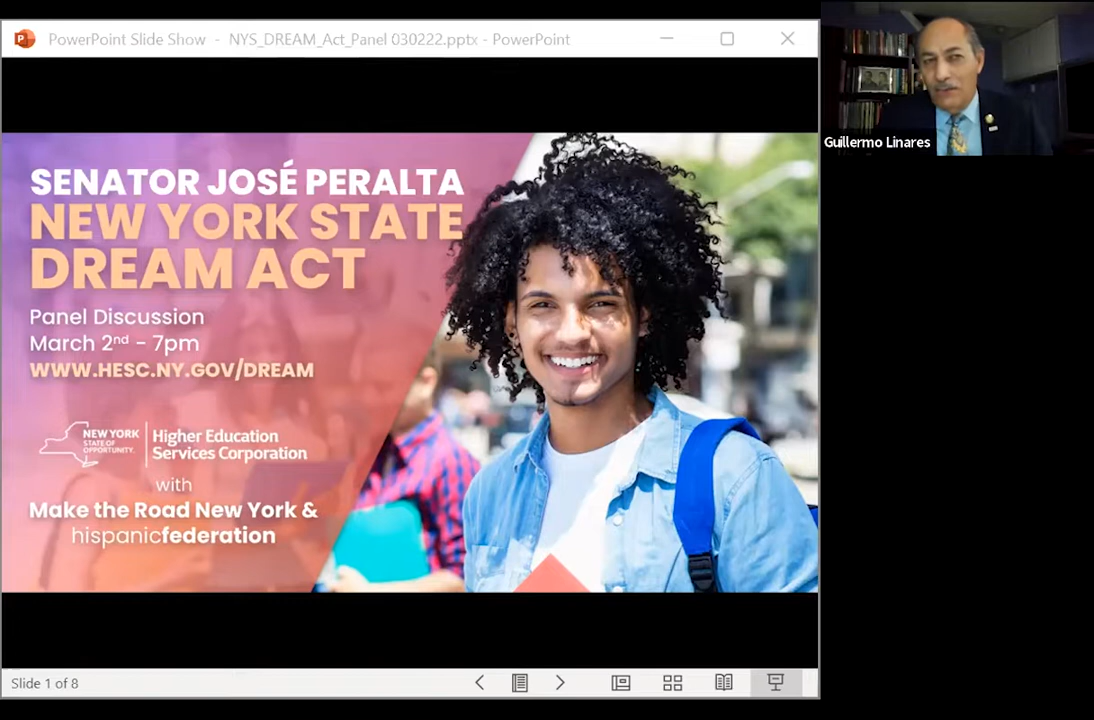 PowerPoint Slide Show - NYS_DREAM_Act_Panel 030222.pptx - PowerPoint
Guillermo Linares
SENATOR JOSÉ PERALTA
NEW YORK STATE
DREAM ACT
Panel Discussion
March 2nd - 7pm
WWW.HESC.NY.GOV/DREAM
NEW YORK
STATE OF
OPPORTUNITY.
Higher Education
Services Corporation
with
Make the Road New York &
hispanicfederation
Slide 1 of 8